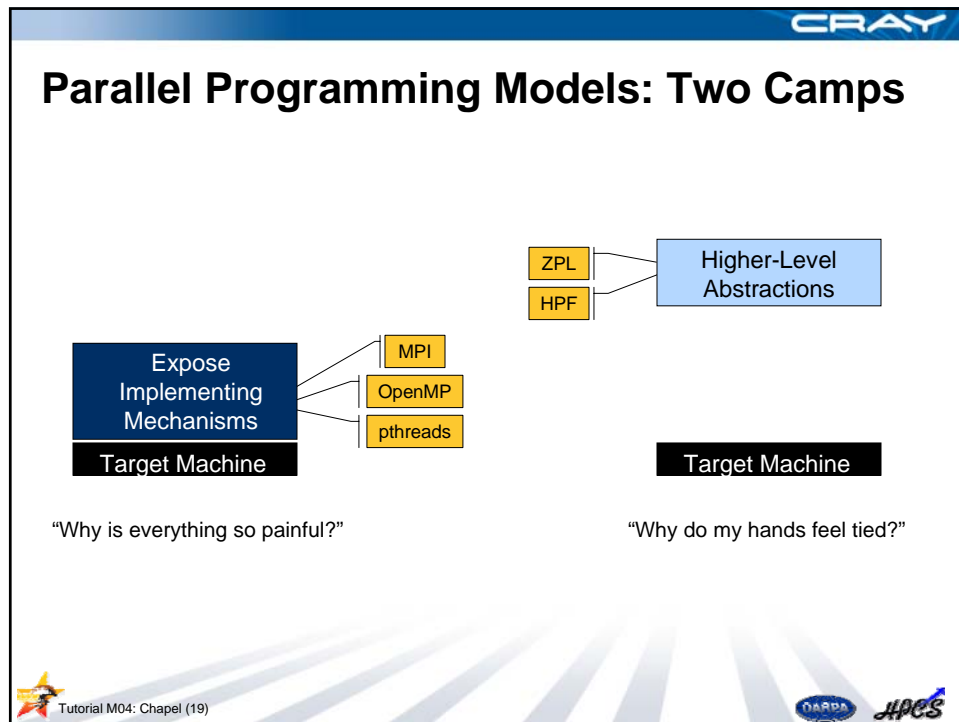 CRAY
Parallel Programming Models: Two Camps
ZPL
HPF
Higher-Level
Abstractions
Expose
Implementing
Mechanisms
MPI
OpenMP
pthreads
Target Machine
Target Machine
“Why is everything so painful?”
“Why do my hands feel tied?”
Tutorial M04: Chapel (19)
DARPA
HPCS